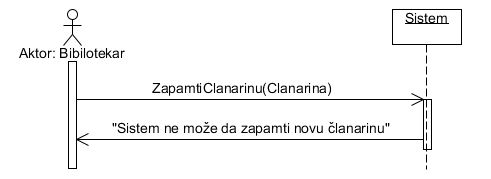 Sistem
Aktor: Bibilotekar
ZapamtiClanarinu(Clanarina)
"Sistem ne može da zapamti novu članarinu"